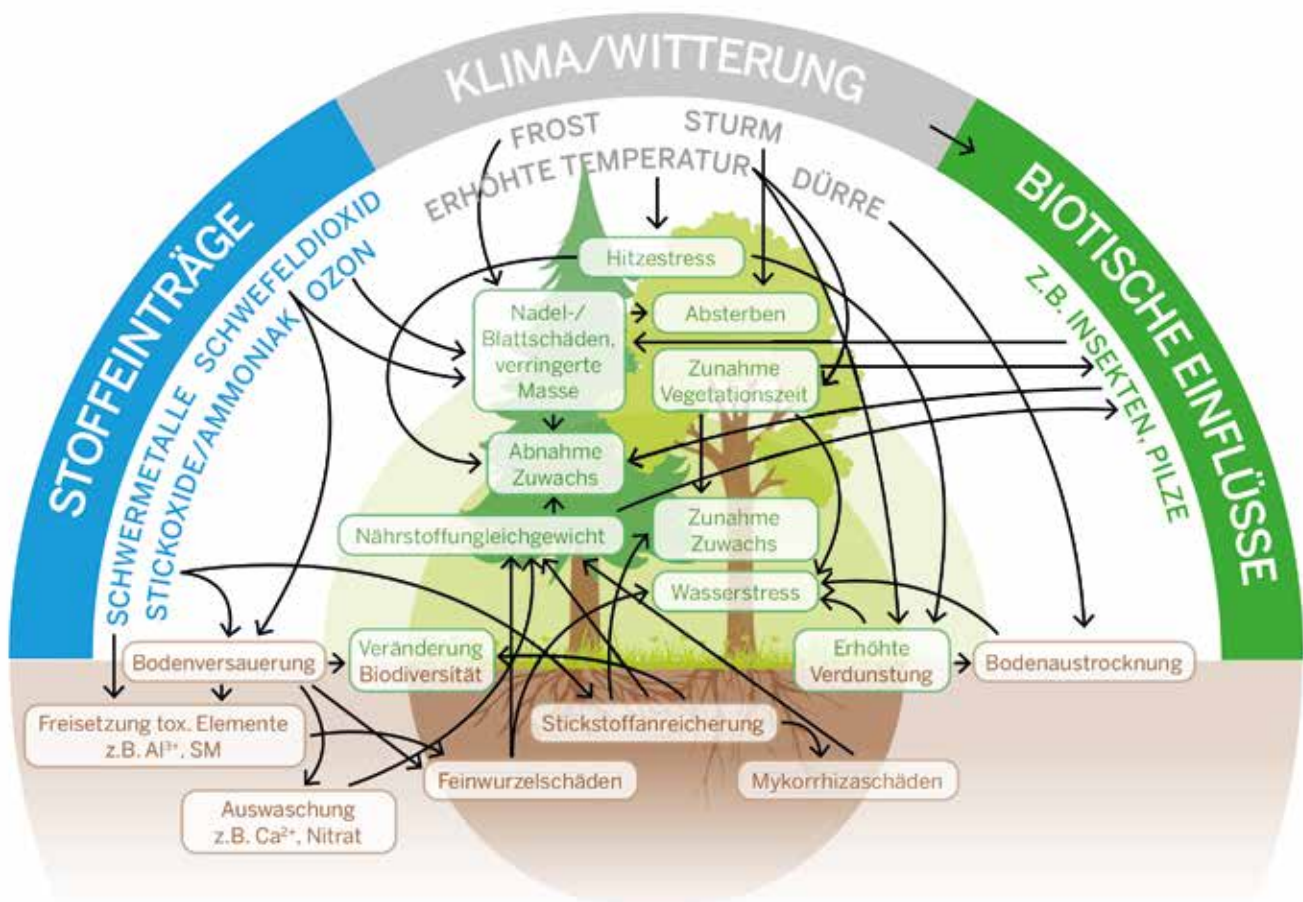 KLIMA/WITTERUNG
STOFFEINTRÄGE
BIOTISCHE EINFLÜSSE
FROST
STURM
ERHÖHTE TEMPERATUR
DÜRRE
SCHWERMETALLE
SCHWEFELDIOXID
STICKOXIDE/AMMONIAK
OZON
Z.B. INSEKTEN, PILZE
Hitzestress
Nadel-/
Blattschäden,
verringerte
Masse
Absterben
Zunahme
Vegetationszeit
Abnahme
Zuwachs
Nährstoffungleichgewicht
Zunahme
Zuwachs
Wasserstress
Bodenversauerung
Veränderung
Biodiversität
Erhöhte
Verdunstung
Bodenaustrocknung
Freisetzung tox. Elemente
z.B. Al³⁺, SM
Stickstoffanreicherung
Feinwurzelschäden
Mykorrhizaschäden
Auswaschung
z.B. Ca²⁺, Nitrat